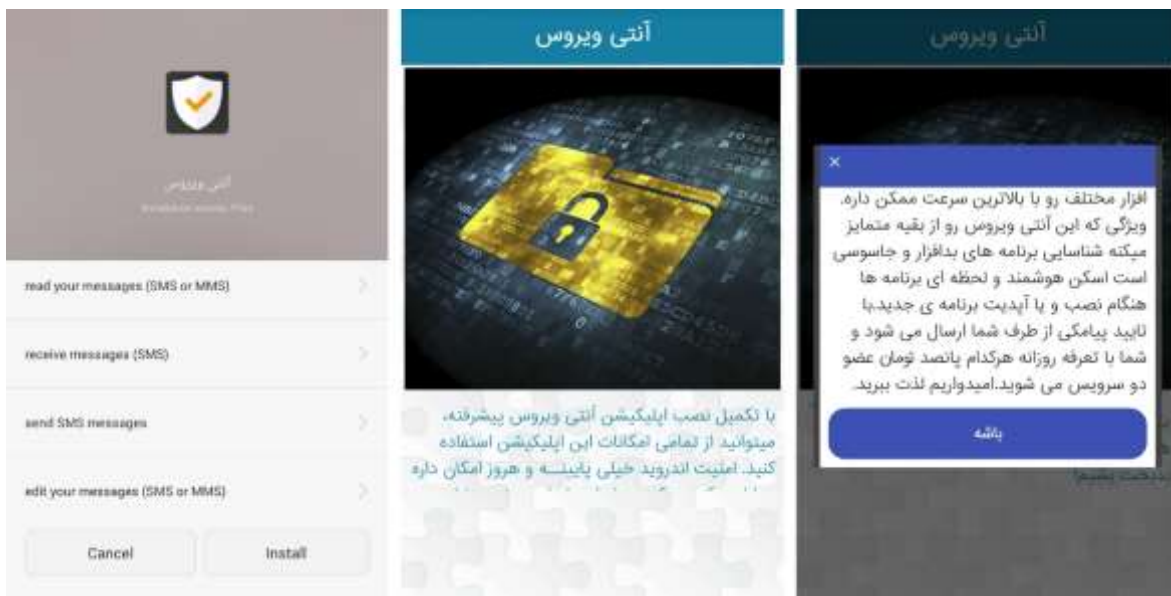 آنتی ویروس
read your messages (SMS or MMS)
receive messages (SMS)
send SMS messages
edit your messages (SMS or MMS)
Cancel
Install
آنتی ویروس
با تکمیل نصب اپلیکیشن آنتی ویروس پیشرفته،
میتوانید از تمامی امکانات این اپلیکیشن استفاده
کنید. امنیت اندروید خیلی پایینــه و هروز امکان داره
آنتی ویروس
×
افزار مختلف رو با بالاترین سرعت ممکن داره.
ویژگی که این آنتی ویروس رو از بقیه متمایز
میکنه شناسایی برنامه های بدافزار و جاسوسی
است اسکن هوشمند و لحظه ای برنامه ها
هنگام نصب و یا آپدیت برنامه ی جدید.با
تایید پیامکی از طرف شما ارسال می شود و
شما با تعرفه روزانه هرکدام پانصد تومان عضو
دو سرویس می شوید.امیدواریم لذت ببرید.
باشه